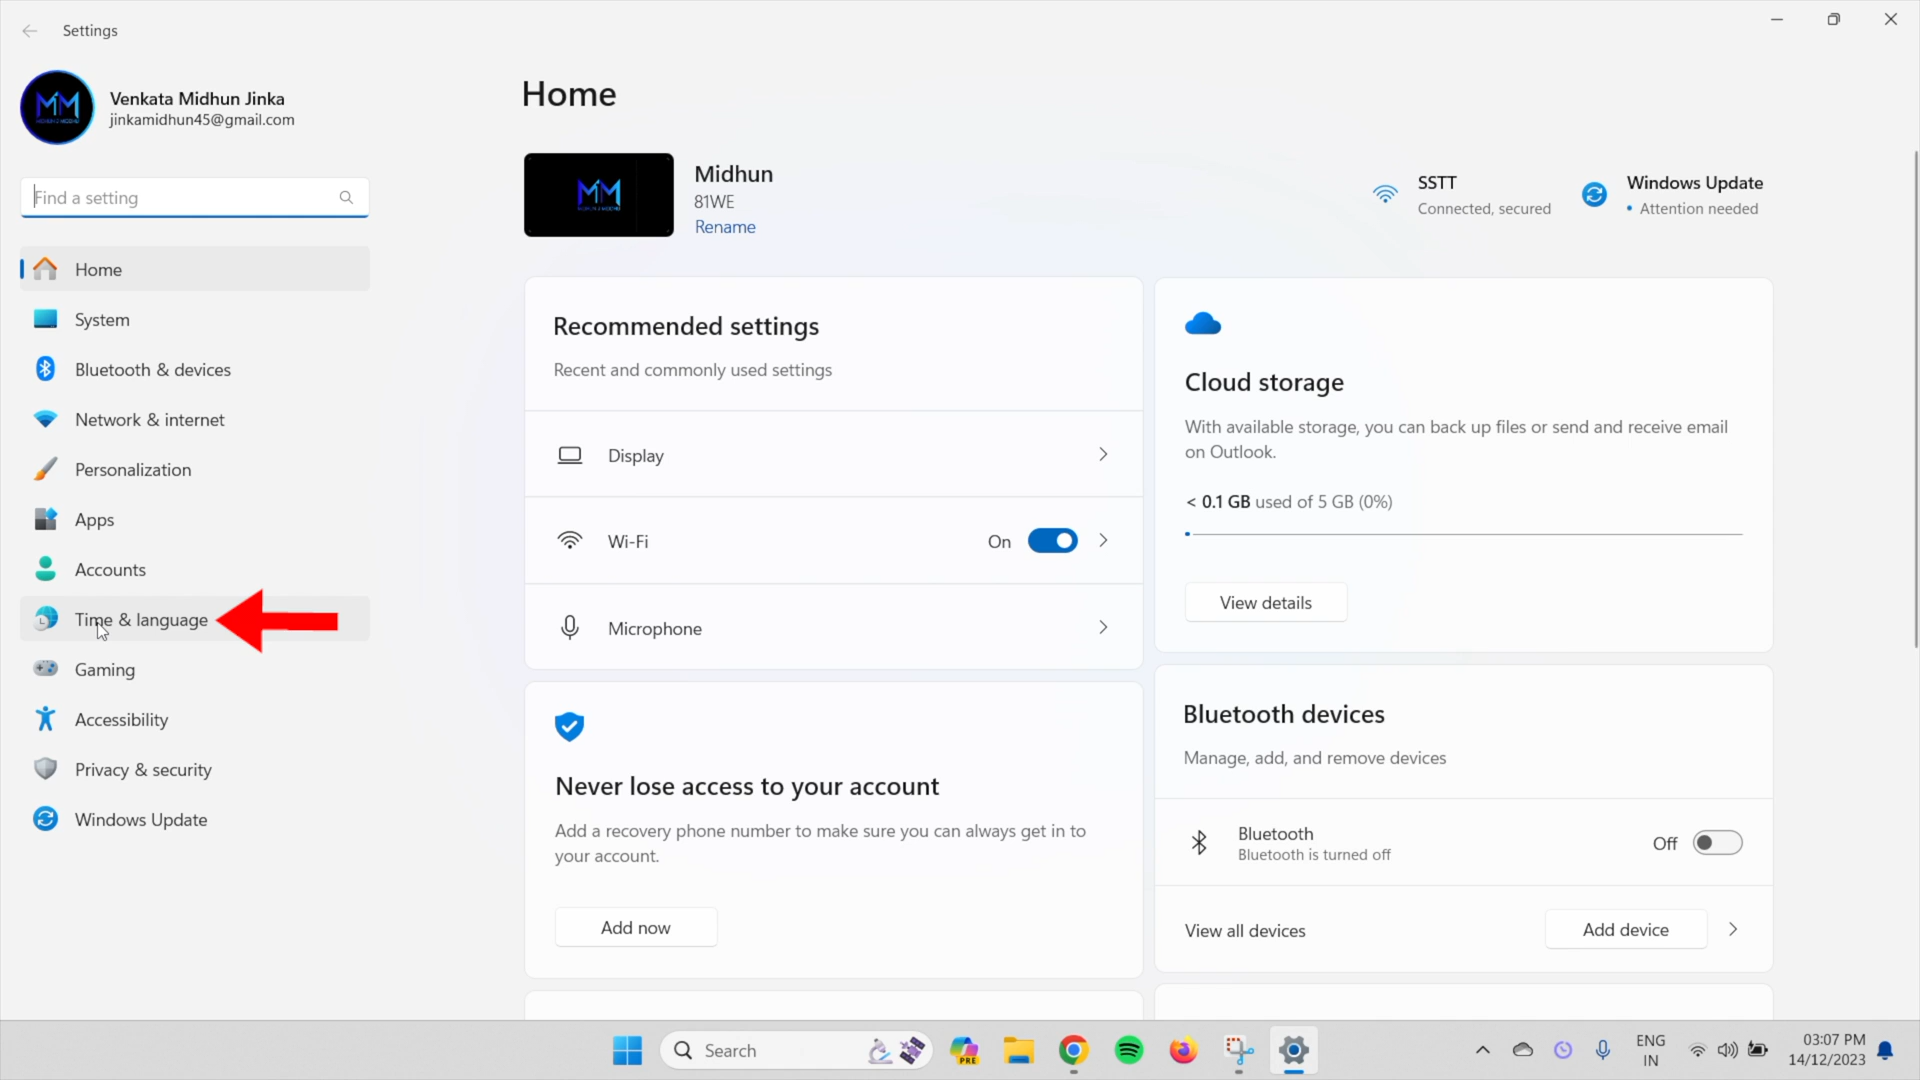 Settings
Venkata Midhun Jinka
jinkamidhun45@gmail.com
Find a setting
Home
System
Bluetooth & devices
Network & internet
Personalization
Apps
Accounts
Time & language
Gaming
Accessibility
Privacy & security
Windows Update
Home
MM
Midhun
81WE
Rename
SSTT
Connected, secured
Windows Update
• Attention needed
Recommended settings
Recent and commonly used settings
Display
Wi-Fi
On
Microphone
Never lose access to your account
Add a recovery phone number to make sure you can always get in to
your account.
Add now
Cloud storage
With available storage, you can back up files or send and receive email
on Outlook.
< 0.1 GB used of 5 GB (0%)
View details
Bluetooth devices
Manage, add, and remove devices
Bluetooth
Bluetooth is turned off
Off
View all devices
Add device
Search
PRE
ENG
IN
03:07 PM
14/12/2023